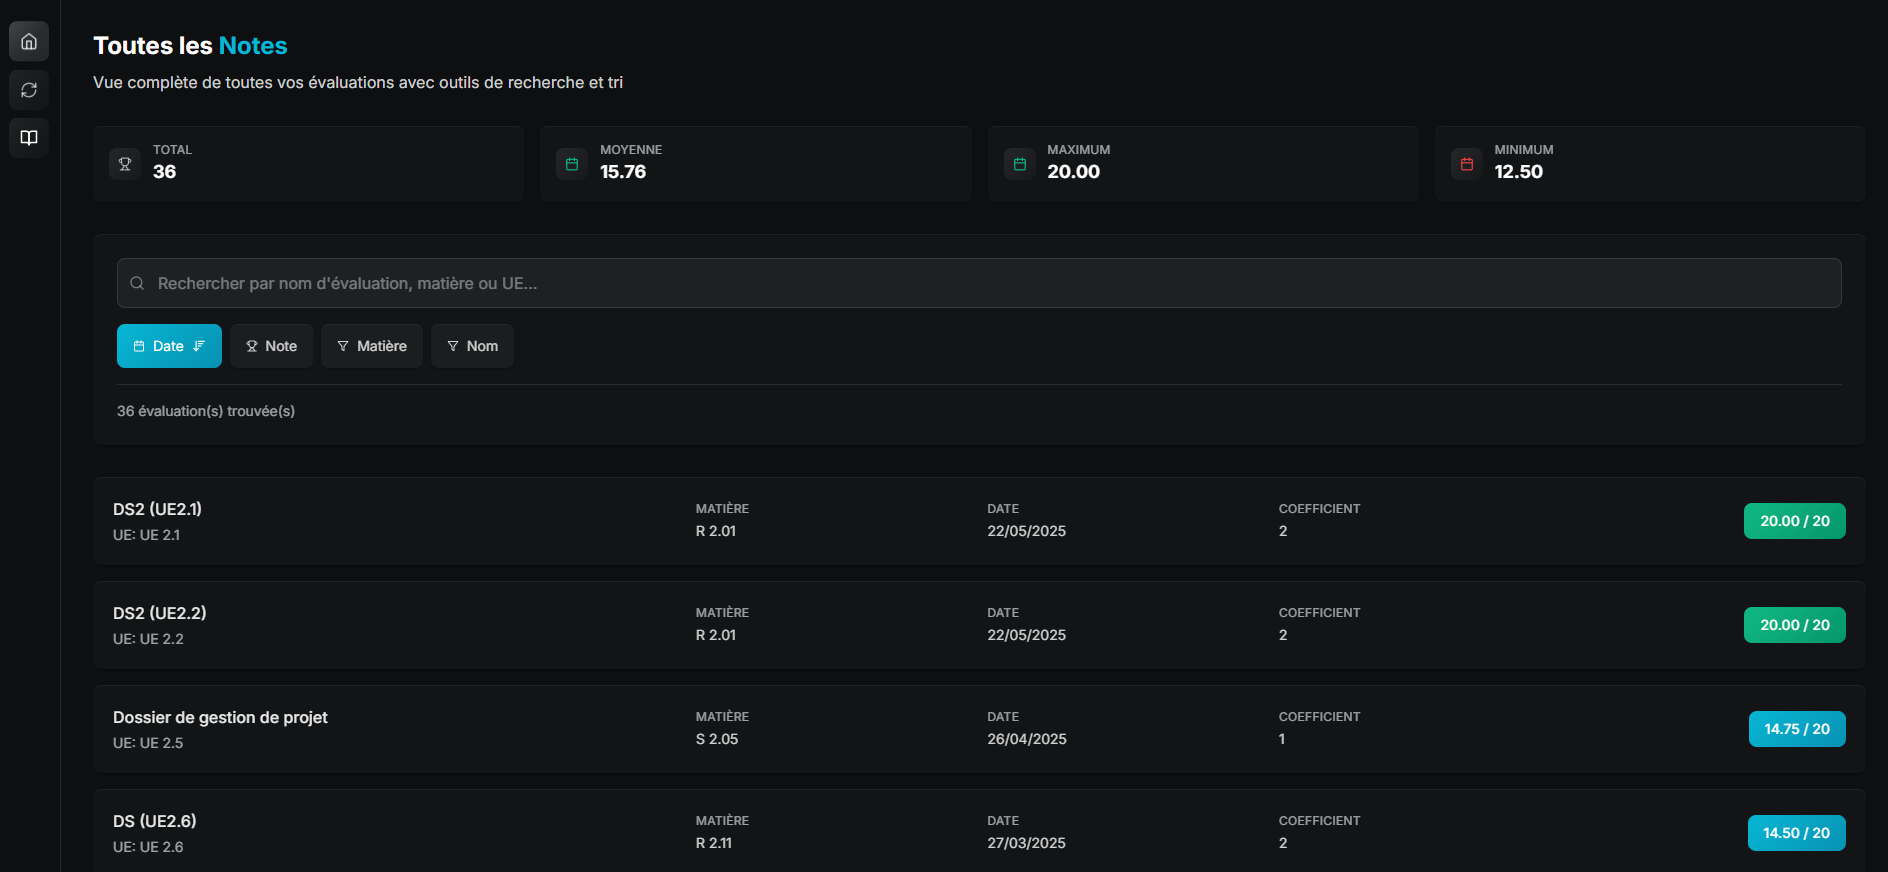 Toutes les Notes
Vue complète de toutes vos évaluations avec outils de recherche et tri
TOTAL
36
MOYENNE
15.76
MAXIMUM
20.00
MINIMUM
12.50
Rechercher par nom d'évaluation, matière ou UE...
Date
Note
Matière
Nom
36 évaluation(s) trouvée(s)
DS2 (UE2.1)
UE: UE 2.1
MATIÈRE
R 2.01
DATE
22/05/2025
COEFFICIENT
2
20.00 / 20
DS2 (UE2.2)
UE: UE 2.2
MATIÈRE
R 2.01
DATE
22/05/2025
COEFFICIENT
2
20.00 / 20
Dossier de gestion de projet
UE: UE 2.5
MATIÈRE
S 2.05
DATE
26/04/2025
COEFFICIENT
1
14.75 / 20
DS (UE2.6)
UE: UE 2.6
MATIÈRE
R 2.11
DATE
27/03/2025
COEFFICIENT
2
14.50 / 20